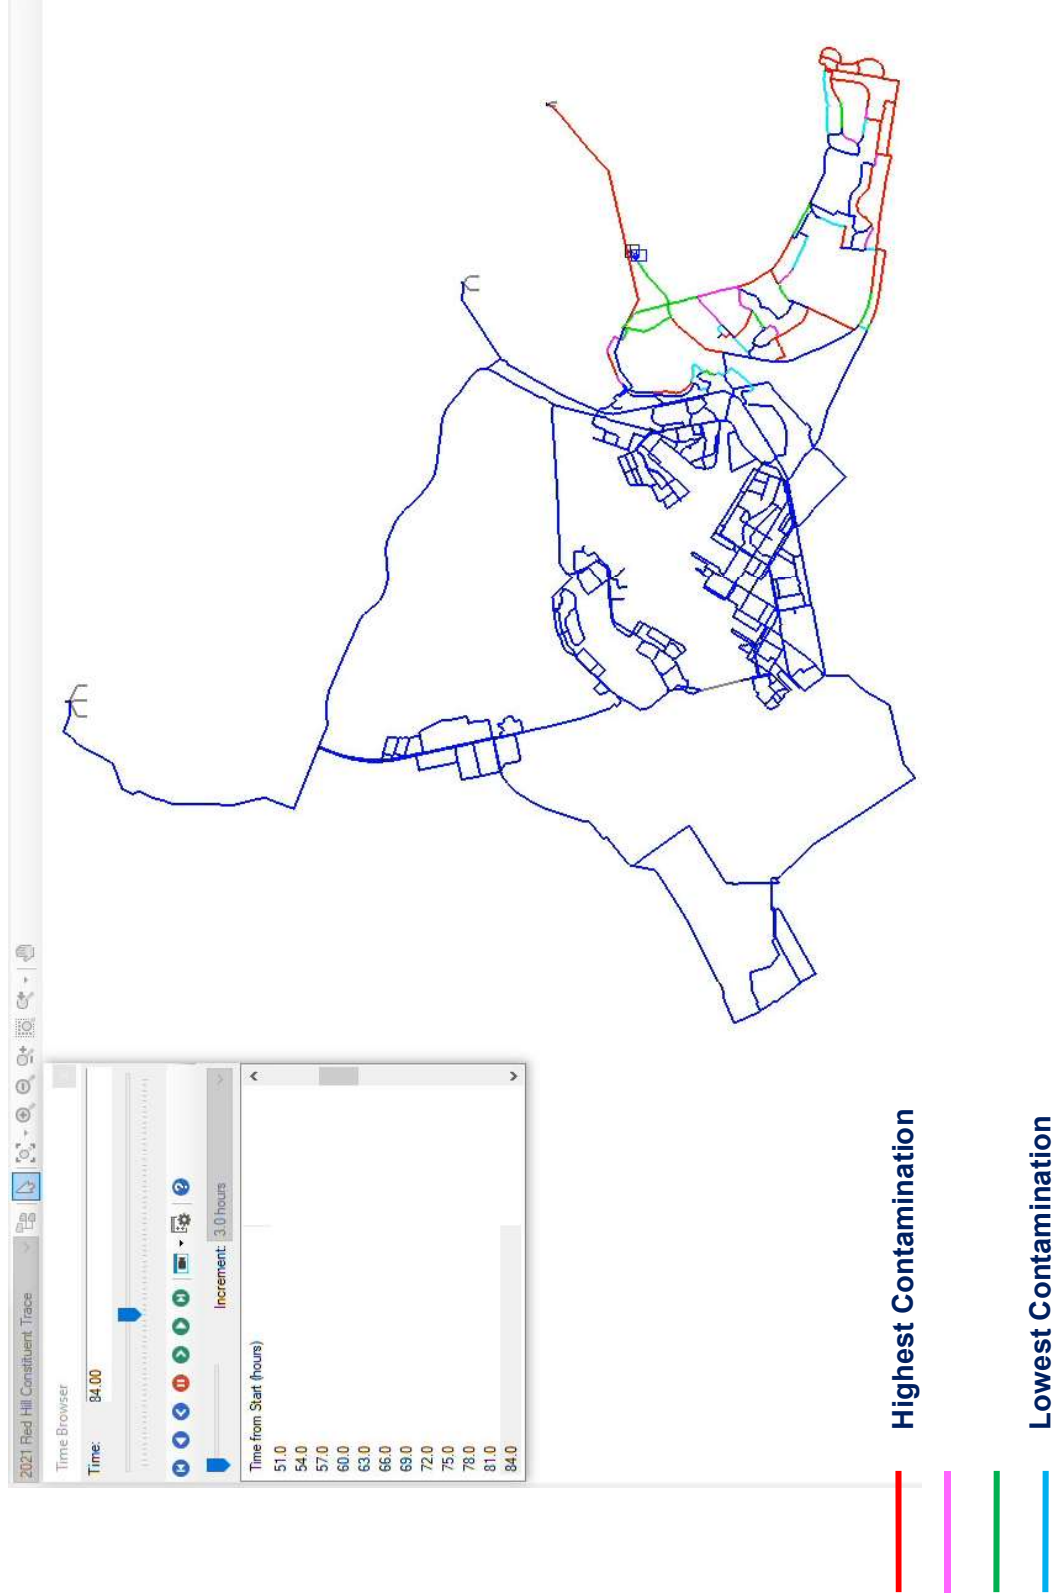 2021 Red Hill Constituent Trace
Time Browser
Time: 84.00
Increment: 3.0 hours
Time from Start (hours)
51.0
54.0
57.0
60.0
63.0
66.0
69.0
72.0
75.0
78.0
81.0
84.0
Highest Contamination
Lowest Contamination